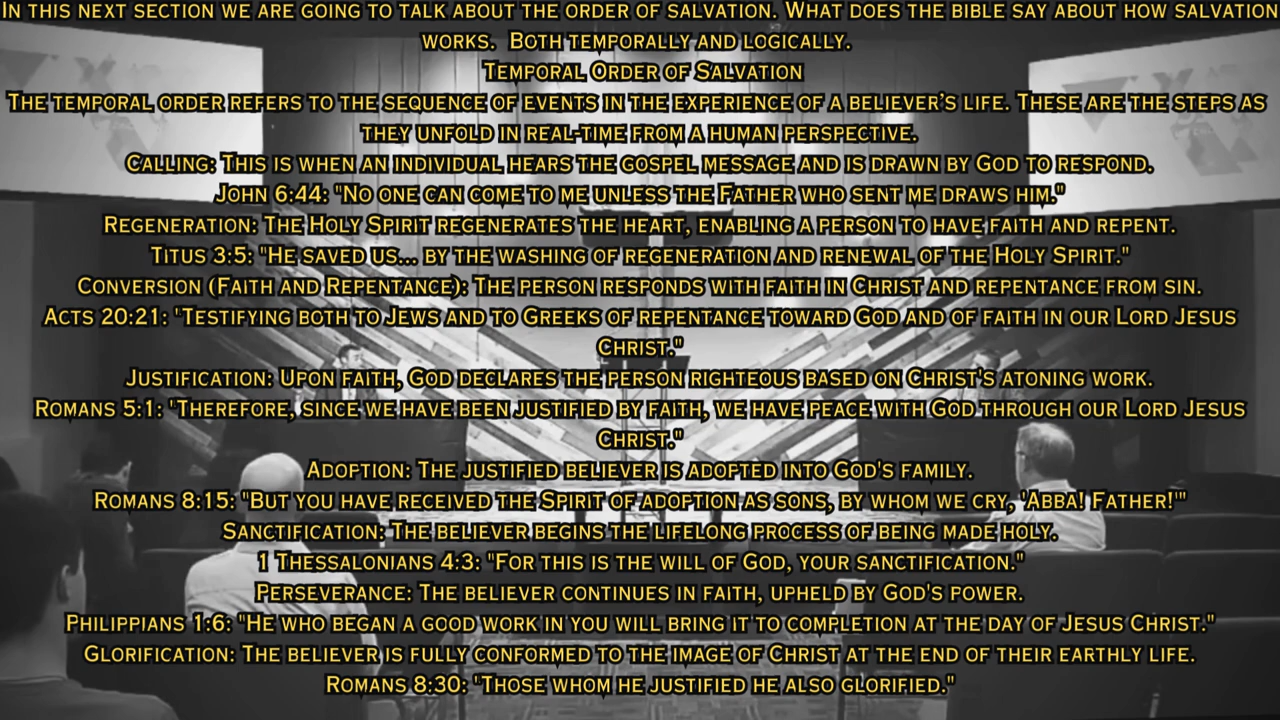 In this next section we are going to talk about the order of salvation. What does the Bible say about how salvation
works.  Both temporally and logically.
Temporal Order of Salvation
The temporal order refers to the sequence of events in the experience of a believer's life. These are the steps as
they unfold in real-time from a human perspective.
Calling: This is when an individual hears the gospel message and is drawn by God to respond.
John 6:44: "No one can come to me unless the Father who sent me draws him."
Regeneration: The Holy Spirit regenerates the heart, enabling a person to have faith and repent.
Titus 3:5: "He saved us... by the washing of regeneration and renewal of the Holy Spirit."
Conversion (Faith and Repentance): The person responds with faith in Christ and repentance from sin.
Acts 20:21: "Testifying both to Jews and to Greeks of repentance toward God and of faith in our Lord Jesus
Christ."
Justification: Upon faith, God declares the person righteous based on Christ's atoning work.
Romans 5:1: "Therefore, since we have been justified by faith, we have peace with God through our Lord Jesus
Christ."
Adoption: The justified believer is adopted into God's family.
Romans 8:15: "But you have received the Spirit of adoption as sons, by whom we cry, 'Abba! Father!'"
Sanctification: The believer begins the lifelong process of being made holy.
1 Thessalonians 4:3: "For this is the will of God, your sanctification."
Perseverance: The believer continues in faith, upheld by God's power.
Philippians 1:6: "He who began a good work in you will bring it to completion at the day of Jesus Christ."
Glorification: The believer is fully conformed to the image of Christ at the end of their earthly life.
Romans 8:30: "Those whom he justified he also glorified."